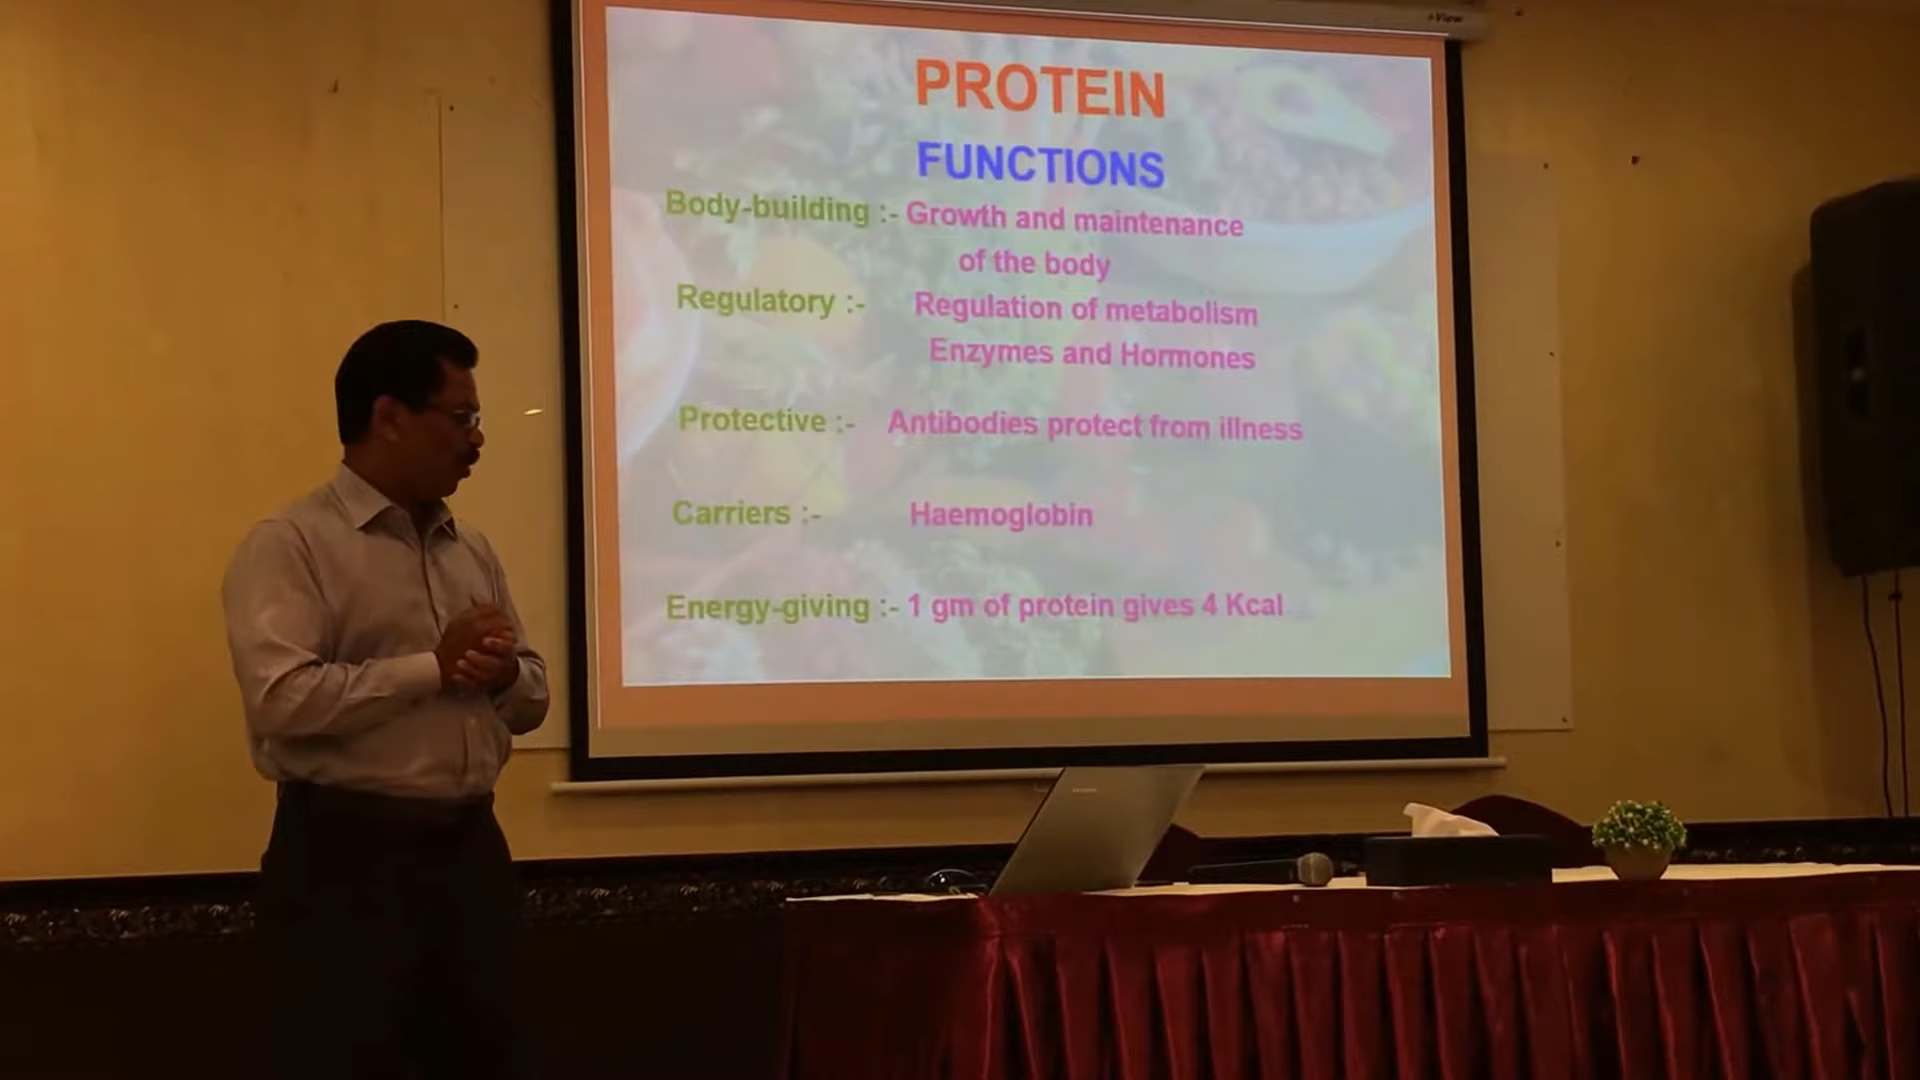 View
PROTEIN
FUNCTIONS
Body-building :- Growth and maintenance
of the body
Regulatory :- Regulation of metabolism
Enzymes and Hormones
Protective :- Antibodies protect from illness
Carriers :- Haemoglobin
Energy-giving :- 1 gm of protein gives 4 Kcal